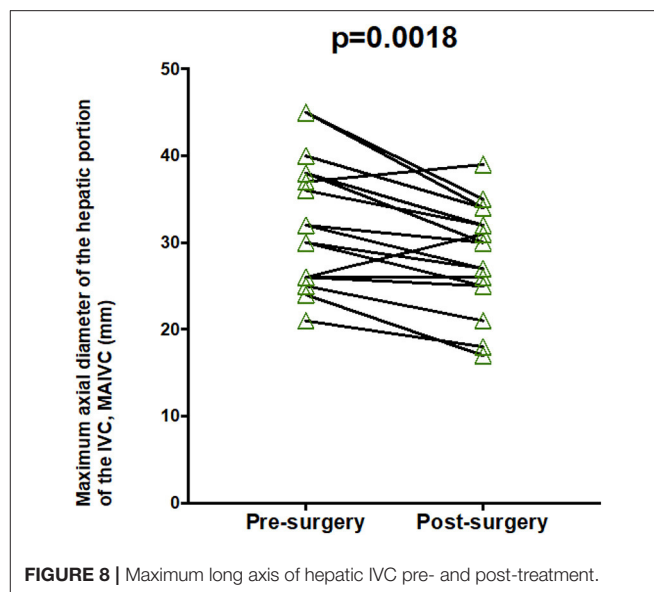 p=0.0018
Maximum axial diameter of the hepatic portion
of the IVC, MAIVC (mm)
50
40
30
20
10
0
Pre-surgery Post-surgery
FIGURE 8 | Maximum long axis of hepatic IVC pre- and post-treatment.